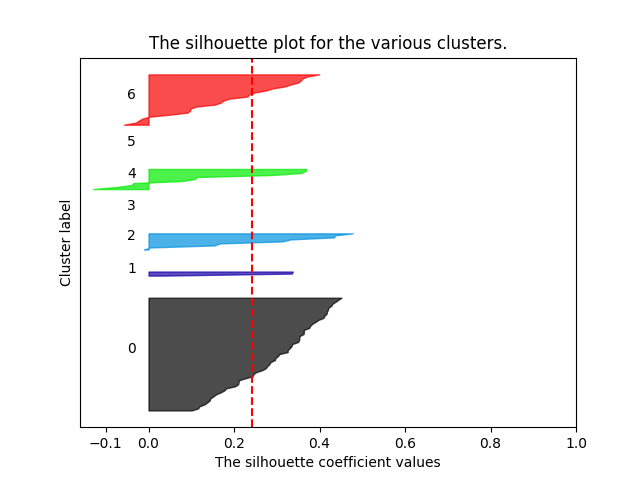 The silhouette plot for the various clusters.
6
5
4
3
2
1
0
Cluster label
−0.1 0.0 0.2 0.4 0.6 0.8 1.0
The silhouette coefficient values